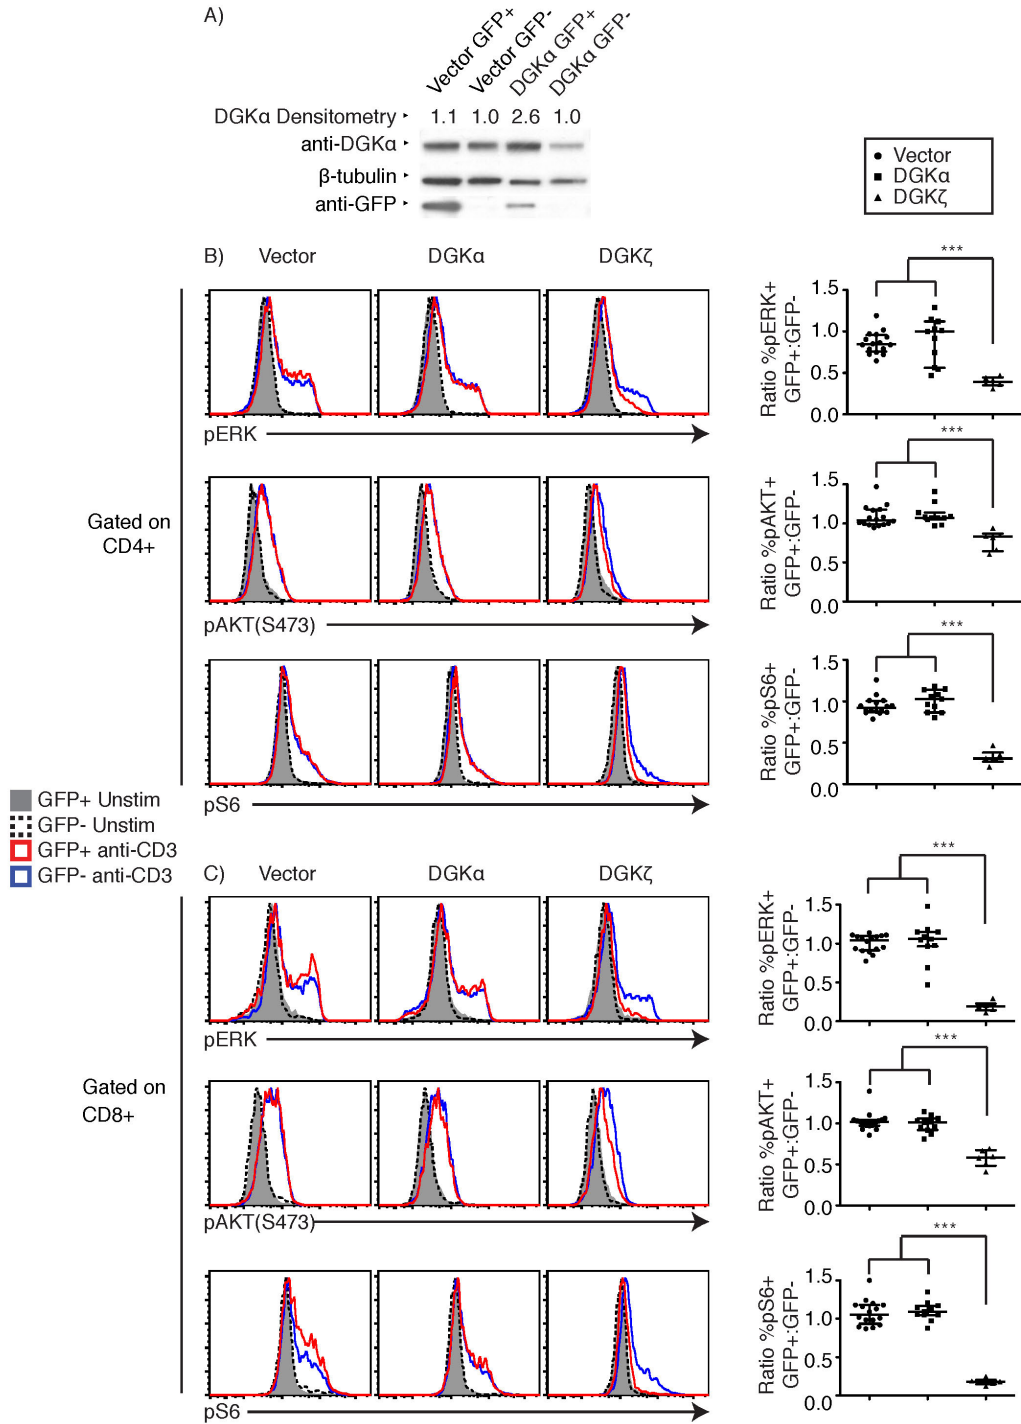 A)
Vector GFP+
Vector GFP-
DGKα GFP+
DGKα GFP-
DGKα Densitometry 1.1 1.0 2.6 1.0
anti-DGKα
β-tubulin
anti-GFP
Vector
DGKα
DGKζ
B) Vector DGKα DGKζ
***
Ratio %pERK+
GFP+:GFP-
1.5
1.0
0.5
0.0
pERK
Gated on
CD4+
***
Ratio %pAKT+
GFP+:GFP-
1.5
1.0
0.5
0.0
pAKT(S473)
***
Ratio %pS6+
GFP+:GFP-
1.5
1.0
0.5
0.0
pS6
GFP+ Unstim
GFP- Unstim
GFP+ anti-CD3
GFP- anti-CD3
C) Vector DGKα DGKζ
***
Ratio %pERK+
GFP+:GFP-
1.5
1.0
0.5
0.0
pERK
Gated on
CD8+
***
Ratio %pAKT+
GFP+:GFP-
1.5
1.0
0.5
0.0
pAKT(S473)
***
Ratio %pS6+
GFP+:GFP-
1.5
1.0
0.5
0.0
pS6